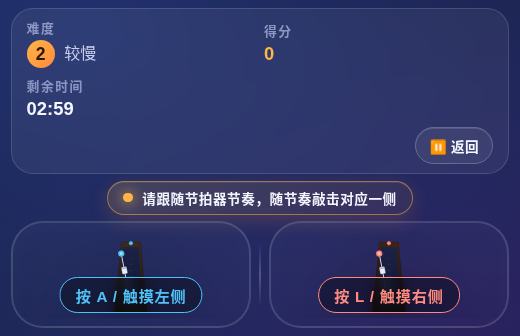 难度
2 较慢
得分
0
剩余时间
02:59
返回
请跟随节拍器节奏，随节奏敲击对应一侧
按 A / 触摸左侧
按 L / 触摸右侧